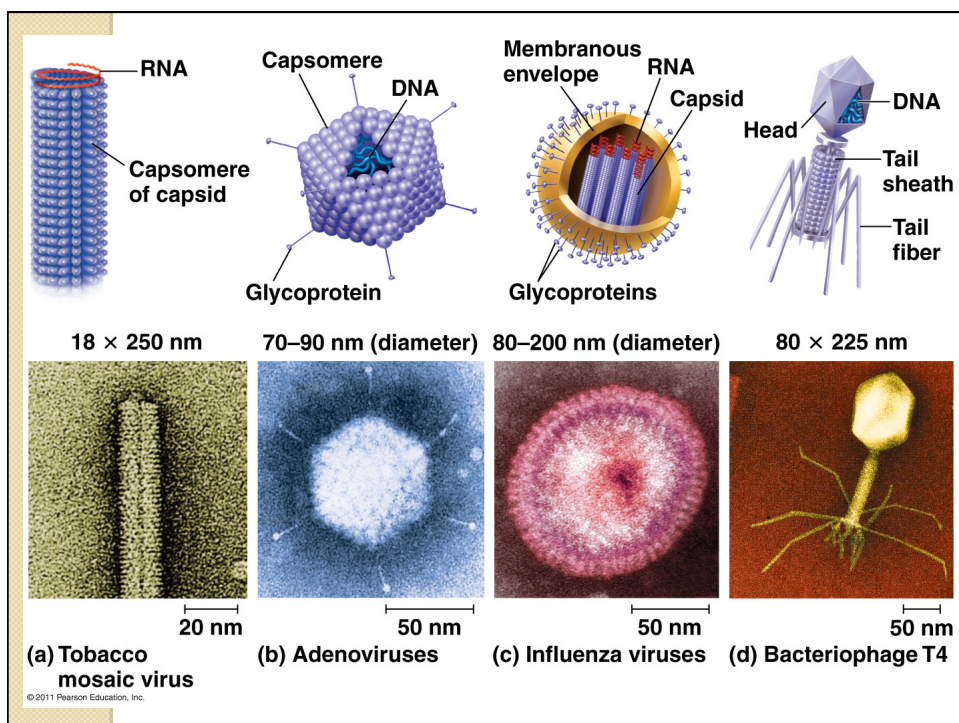 RNA
Capsomere
of capsid
Capsomere
DNA
Glycoprotein
Membranous
envelope
RNA
Capsid
Glycoproteins
Head
DNA
Tail
sheath
Tail
fiber
18 × 250 nm
70–90 nm (diameter)
80–200 nm (diameter)
80 × 225 nm
20 nm
50 nm
50 nm
50 nm
(a) Tobacco
mosaic virus
(b) Adenoviruses
(c) Influenza viruses
(d) Bacteriophage T4
© 2011 Pearson Education, Inc.